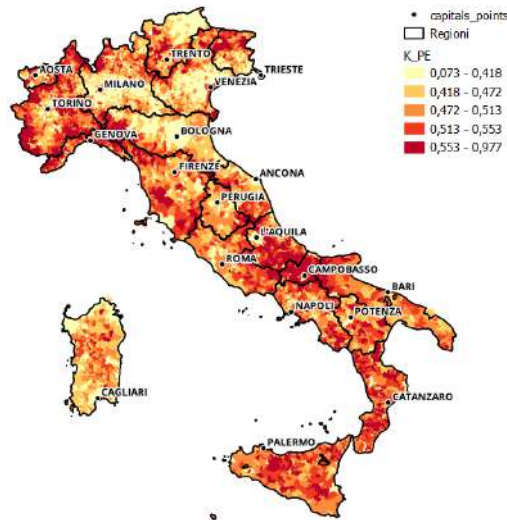 capitals_points
Regioni
K_PE
0,073 - 0,418
0,418 - 0,472
0,472 - 0,513
0,513 - 0,553
0,553 - 0,977
TRENTO
AOSTA
TRIESTE
MILANO
VENEZIA
TORINO
GENOVA
BOLOGNA
FIRENZE
ANCONA
PERUGIA
L'AQUILA
ROMA
CAMPOBASSO
BARI
NAPOLI
POTENZA
CAGLIARI
CATANZARO
PALERMO